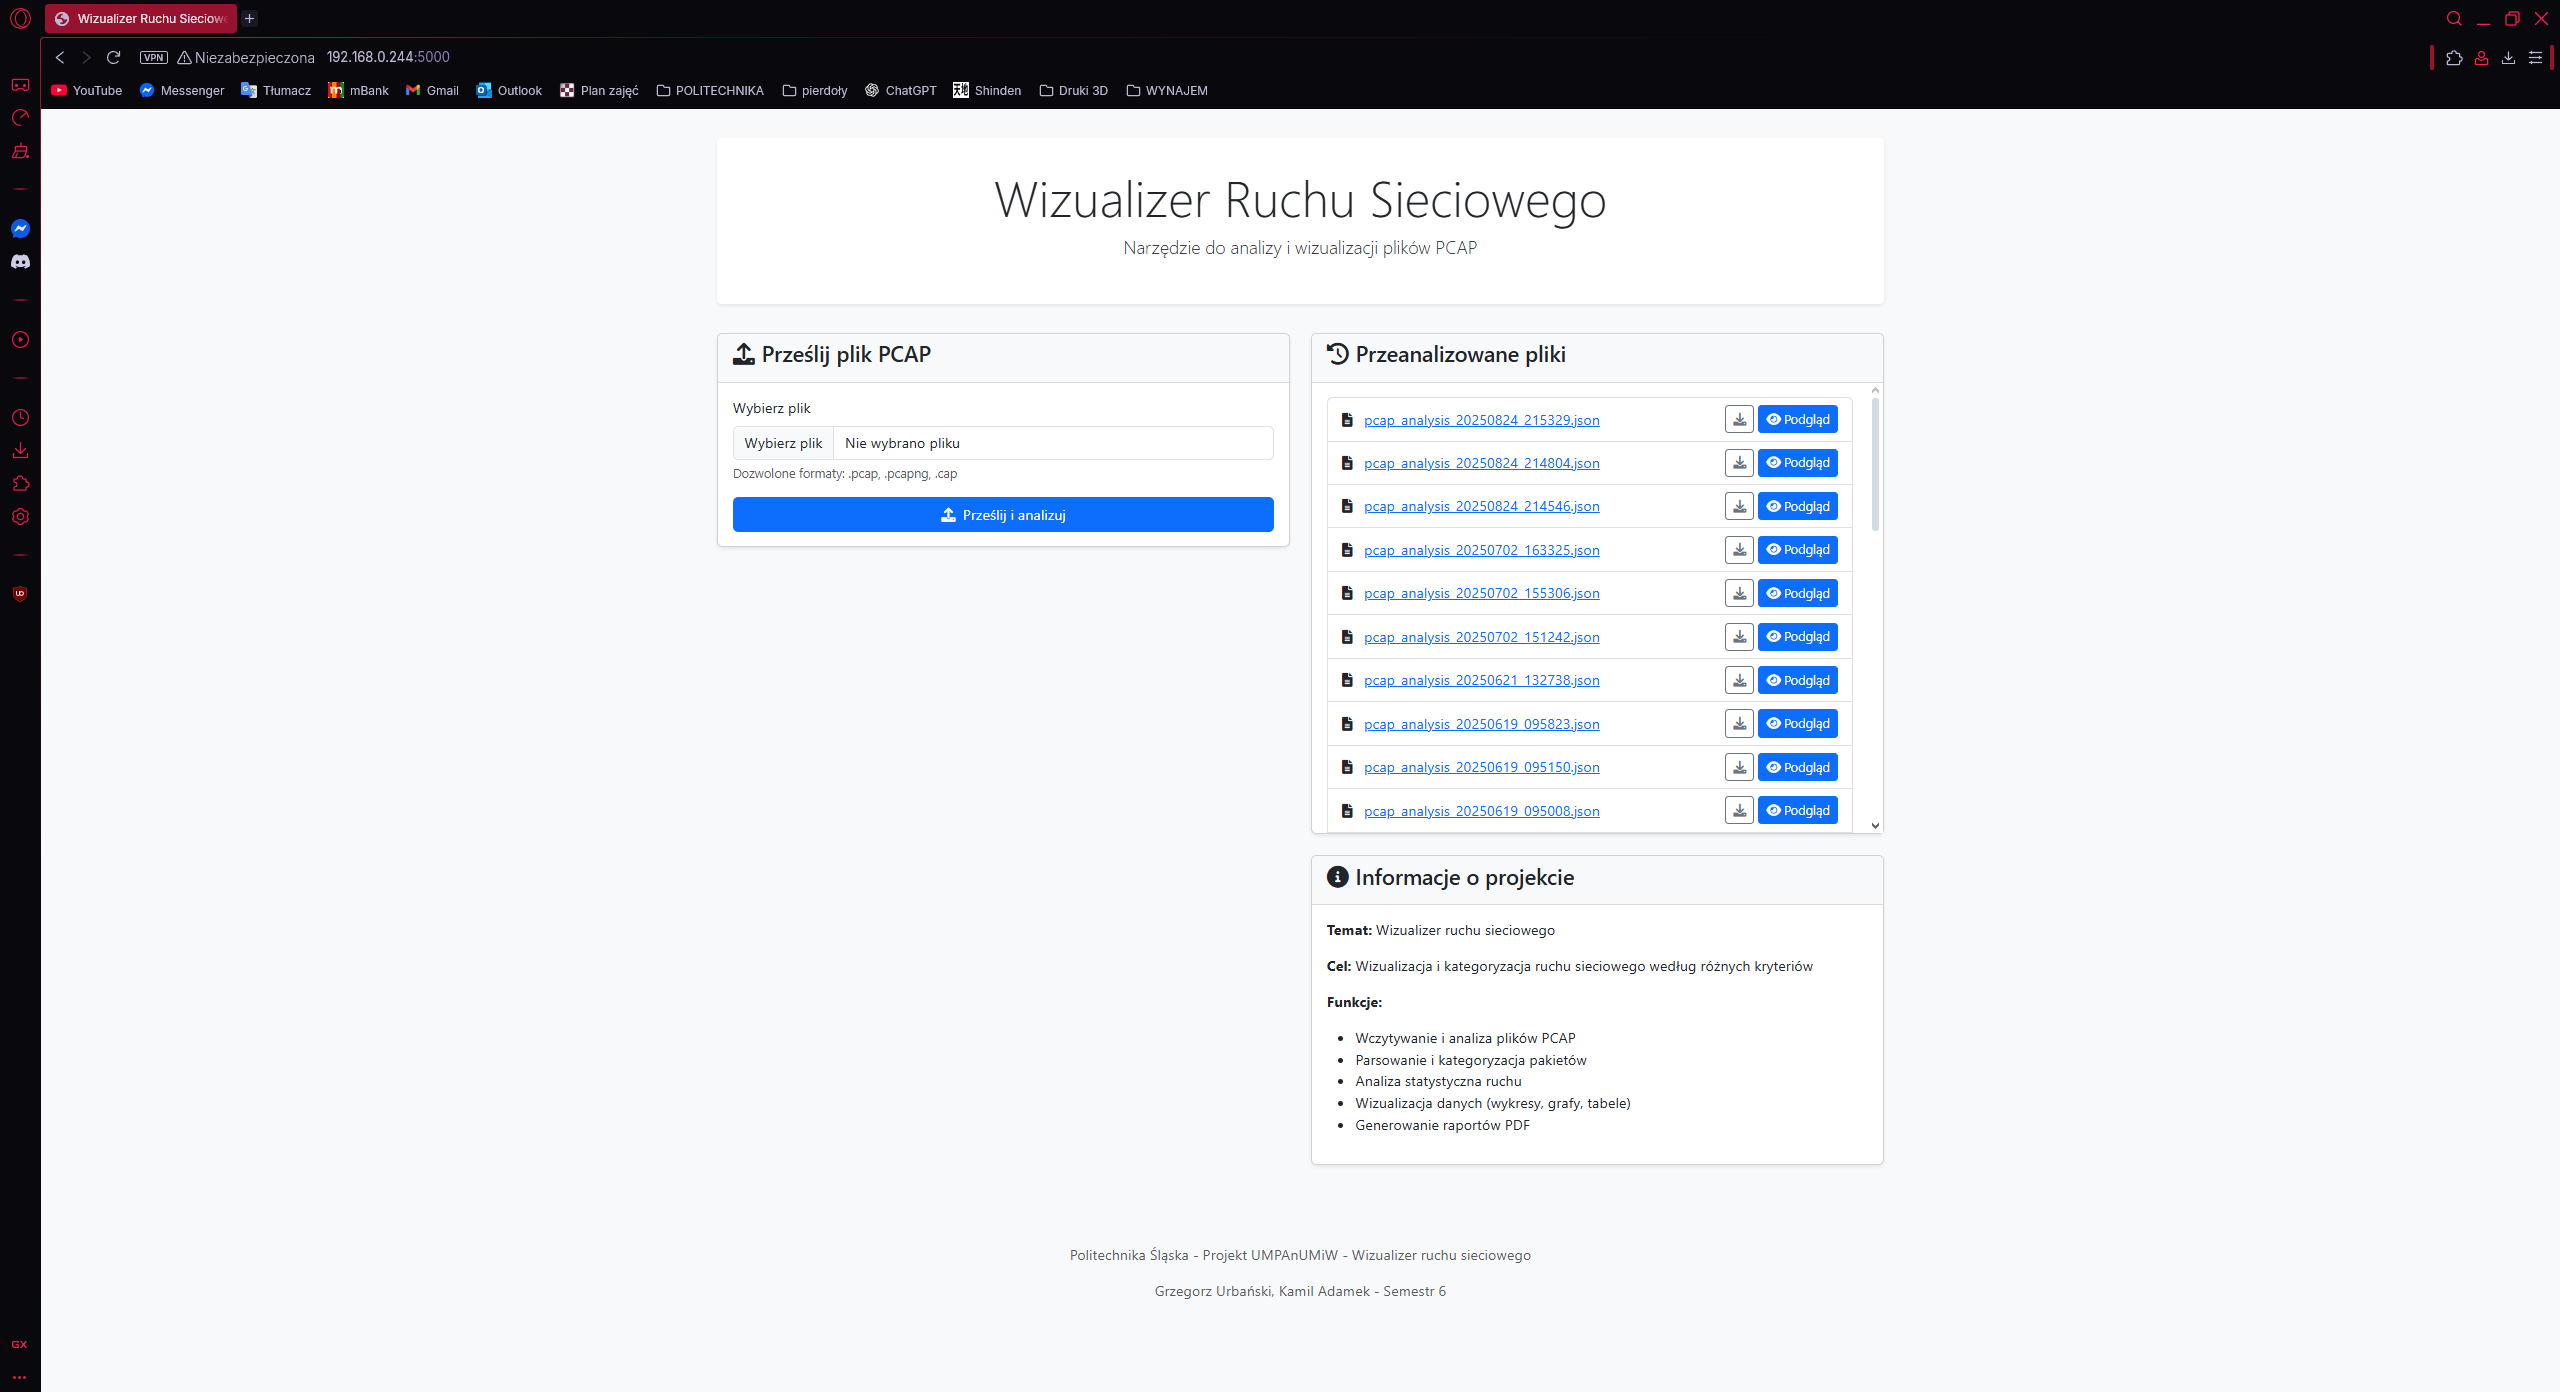 Wizualizer Ruchu Sieciowe
VPN Niezabezpieczona 192.168.0.244:5000
YouTube Messenger Tłumacz mBank Gmail Outlook Plan zajęć POLITECHNIKA pierdoły ChatGPT Shinden Druki 3D WYNAJEM
Wizualizer Ruchu Sieciowego
Narzędzie do analizy i wizualizacji plików PCAP
Prześlij plik PCAP
Wybierz plik
Wybierz plik Nie wybrano pliku
Dozwolone formaty: .pcap, .pcapng, .cap
Prześlij i analizuj
Przeanalizowane pliki
pcap_analysis_20250824_215329.json Podgląd
pcap_analysis_20250824_214804.json Podgląd
pcap_analysis_20250824_214546.json Podgląd
pcap_analysis_20250702_163325.json Podgląd
pcap_analysis_20250702_155306.json Podgląd
pcap_analysis_20250702_151242.json Podgląd
pcap_analysis_20250621_132738.json Podgląd
pcap_analysis_20250619_095823.json Podgląd
pcap_analysis_20250619_095150.json Podgląd
pcap_analysis_20250619_095008.json Podgląd
Informacje o projekcie
Temat: Wizualizer ruchu sieciowego
Cel: Wizualizacja i kategoryzacja ruchu sieciowego według różnych kryteriów
Funkcje:
• Wczytywanie i analiza plików PCAP
• Parsowanie i kategoryzacja pakietów
• Analiza statystyczna ruchu
• Wizualizacja danych (wykresy, grafy, tabele)
• Generowanie raportów PDF
Politechnika Śląska - Projekt UMPAnUMiW - Wizualizer ruchu sieciowego
Grzegorz Urbański, Kamil Adamek - Semestr 6
GX